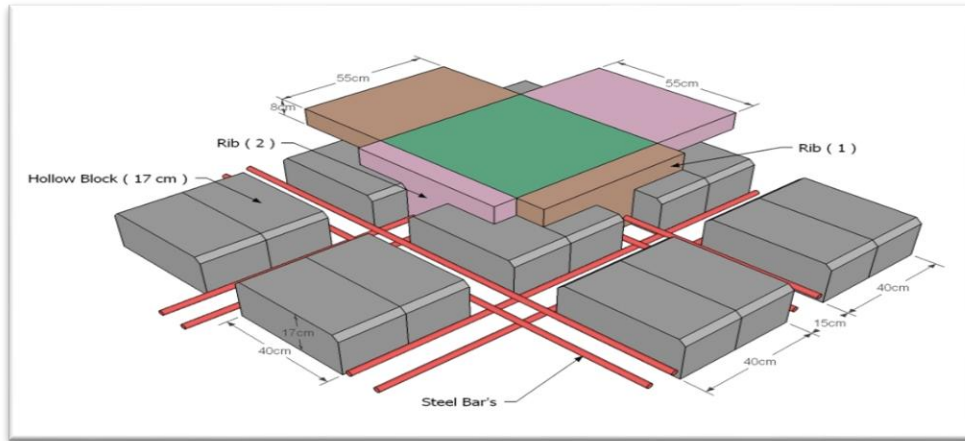 55cm
55cm
8cm
Rib ( 2 )
Rib ( 1 )
Hollow Block ( 17 cm )
17cm
40cm
40cm
15cm
40cm
Steel Bar's